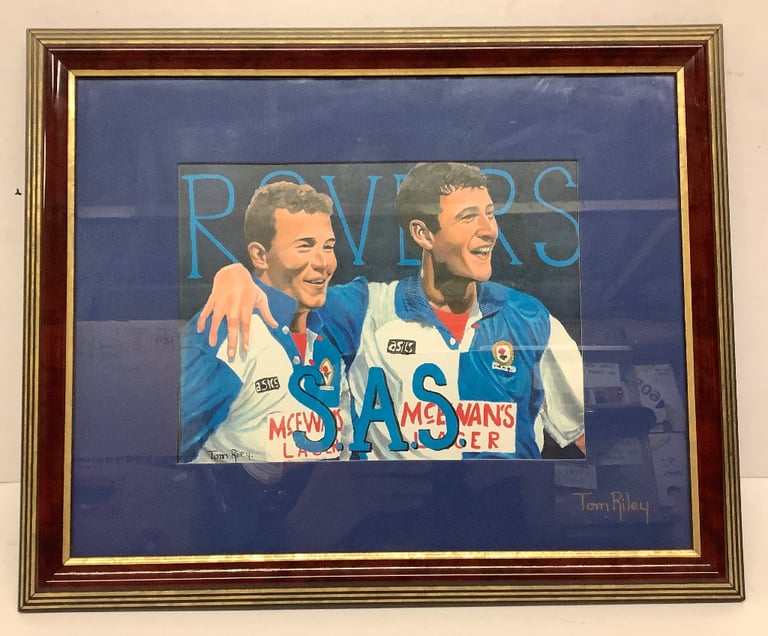 ROVERS
asics
asics
S.A.S.
McEWAN'S
LAGER
McEWAN'S
LAGER
Tom Riley.
Tom Riley